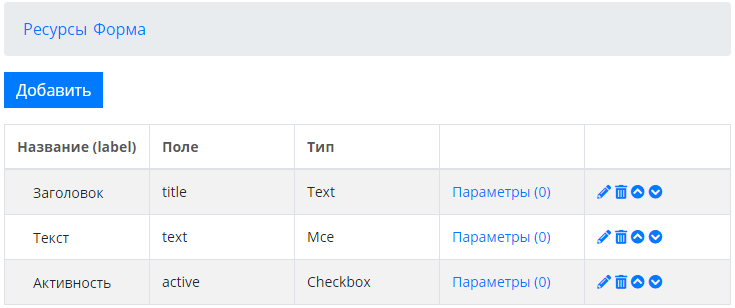 Ресурсы Форма
Добавить
Название (label) Поле Тип
Заголовок title Text Параметры (0)
Текст text Mce Параметры (0)
Активность active Checkbox Параметры (0)